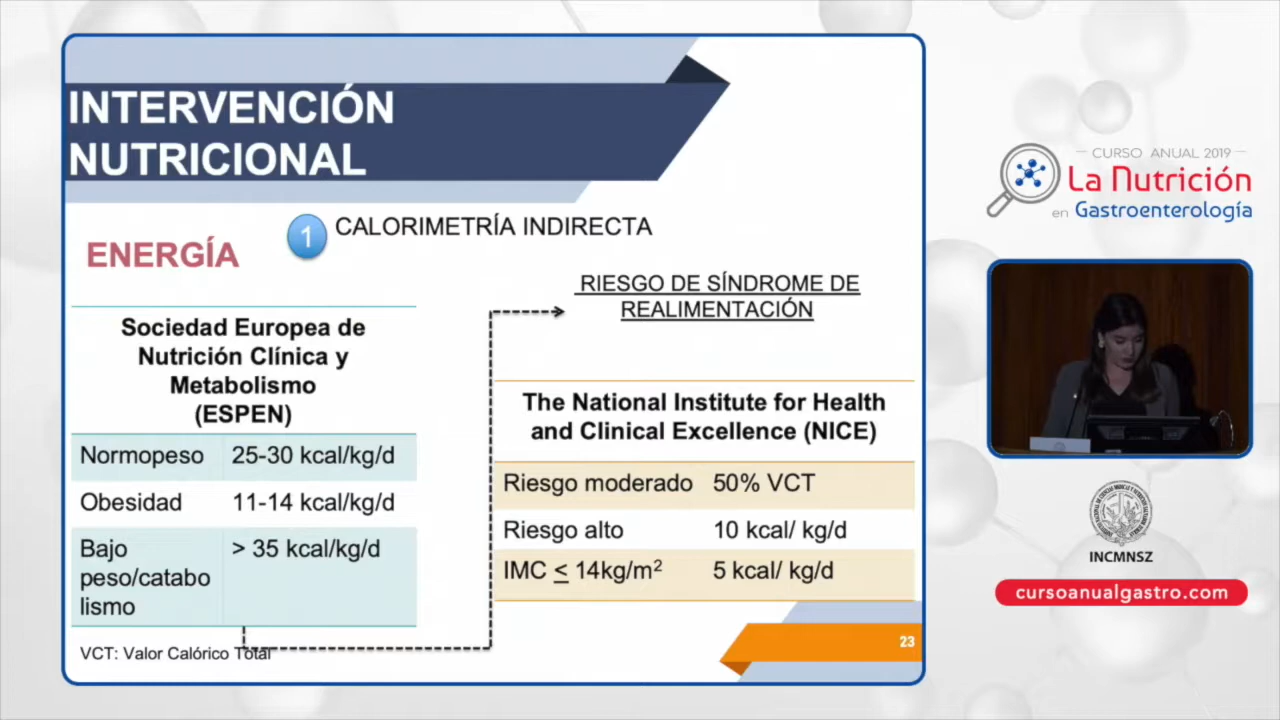 INTERVENCIÓN
NUTRICIONAL
1 CALORIMETRÍA INDIRECTA
ENERGÍA
Sociedad Europea de
Nutrición Clínica y
Metabolismo
(ESPEN)
Normopeso 25-30 kcal/kg/d
Obesidad 11-14 kcal/kg/d
Bajo > 35 kcal/kg/d
peso/catabo
lismo
VCT: Valor Calórico Total
RIESGO DE SÍNDROME DE
REALIMENTACIÓN
The National Institute for Health
and Clinical Excellence (NICE)
Riesgo moderado 50% VCT
Riesgo alto 10 kcal/ kg/d
IMC ≤ 14kg/m² 5 kcal/ kg/d
23
CURSO ANUAL 2019
La Nutrición
en Gastroenterología
INCMNSZ
cursoanualgastro.com